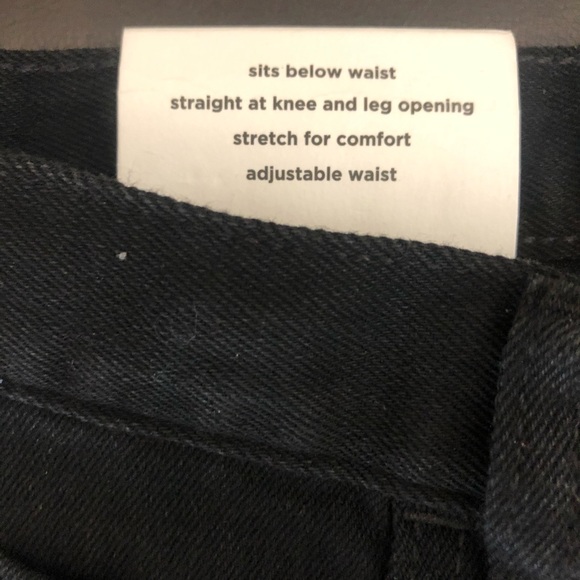 sits below waist
straight at knee and leg opening
stretch for comfort
adjustable waist